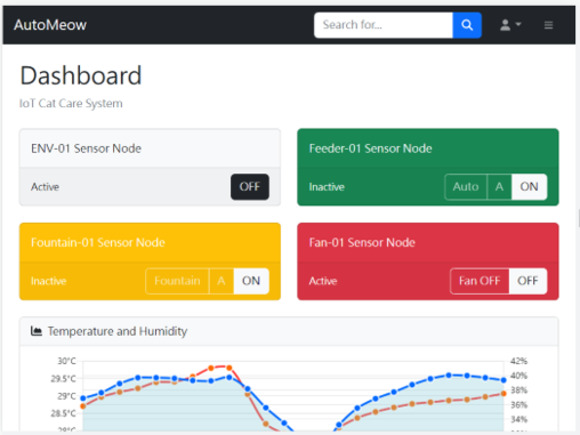 AutoMeow
Search for...
Dashboard
IoT Cat Care System
ENV-01 Sensor Node
Active
OFF
Feeder-01 Sensor Node
Inactive
Auto
A
ON
Fountain-01 Sensor Node
Inactive
Fountain
A
ON
Fan-01 Sensor Node
Active
Fan OFF
OFF
Temperature and Humidity
30°C
29.5°C
29°C
28.5°C
42%
40%
38%
36%
34%